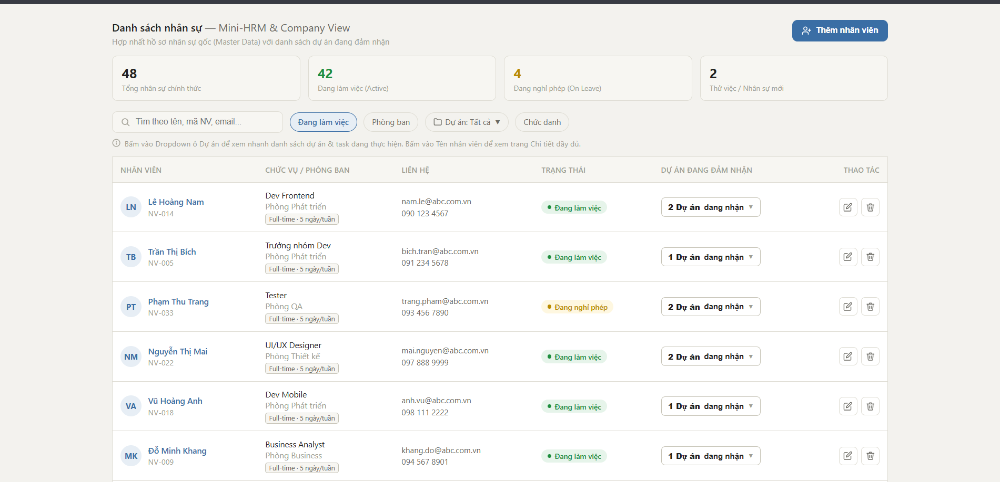 Danh sách nhân sự — Mini-HRM & Company View
Hợp nhất hồ sơ nhân sự gốc (Master Data) với danh sách dự án đang đảm nhận
Thêm nhân viên
48
Tổng nhân sự chính thức
42
Đang làm việc (Active)
4
Đang nghỉ phép (On Leave)
2
Thử việc / Nhân sự mới
Tìm theo tên, mã NV, email...
Đang làm việc
Phòng ban
Dự án: Tất cả ▼
Chức danh
Bấm vào Dropdown ô Dự án để xem nhanh danh sách dự án & task đang thực hiện. Bấm vào Tên nhân viên để xem trang Chi tiết đầy đủ.
NHÂN VIÊN CHỨC VỤ / PHÒNG BAN LIÊN HỆ TRẠNG THÁI DỰ ÁN ĐANG ĐẢM NHẬN THAO TÁC
LN
Lê Hoàng Nam
NV-014
Dev Frontend
Phòng Phát triển
Full-time · 5 ngày/tuần
nam.le@abc.com.vn
090 123 4567
Đang làm việc
2 Dự án đang nhận ▼
TB
Trần Thị Bích
NV-005
Trưởng nhóm Dev
Phòng Phát triển
Full-time · 5 ngày/tuần
bich.tran@abc.com.vn
091 234 5678
Đang làm việc
1 Dự án đang nhận ▼
PT
Phạm Thu Trang
NV-033
Tester
Phòng QA
Full-time · 5 ngày/tuần
trang.pham@abc.com.vn
093 456 7890
Đang nghỉ phép
2 Dự án đang nhận ▼
NM
Nguyễn Thị Mai
NV-022
UI/UX Designer
Phòng Thiết kế
Full-time · 5 ngày/tuần
mai.nguyen@abc.com.vn
097 888 9999
Đang làm việc
2 Dự án đang nhận ▼
VA
Vũ Hoàng Anh
NV-018
Dev Mobile
Phòng Phát triển
Full-time · 5 ngày/tuần
anh.vu@abc.com.vn
098 111 2222
Đang làm việc
1 Dự án đang nhận ▼
MK
Đỗ Minh Khang
NV-009
Business Analyst
Phòng Business
Full-time · 5 ngày/tuần
khang.do@abc.com.vn
094 567 8901
Đang làm việc
1 Dự án đang nhận ▼